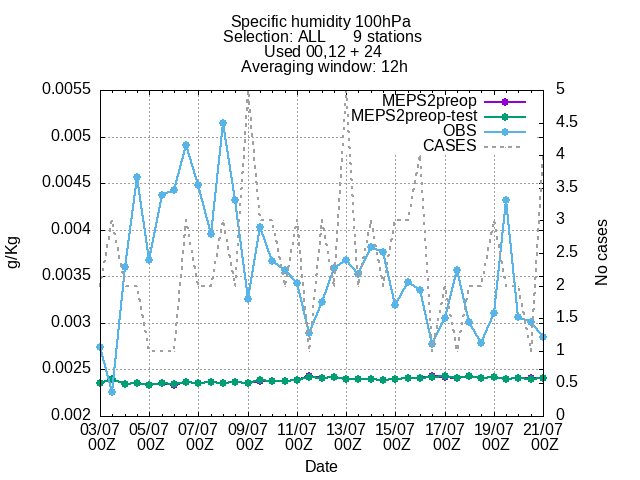 Specific humidity 100hPa
Selection: ALL 9 stations
Used 00,12 + 24
Averaging window: 12h
MEPS2preop
MEPS2preop-test
OBS
CASES
0.0055
0.005
0.0045
0.004
0.0035
0.003
0.0025
0.002
g/Kg
5
4.5
4
3.5
3
2.5
2
1.5
1
0.5
0
No cases
03/07 05/07 07/07 09/07 11/07 13/07 15/07 17/07 19/07 21/07
00Z 00Z 00Z 00Z 00Z 00Z 00Z 00Z 00Z 00Z
Date